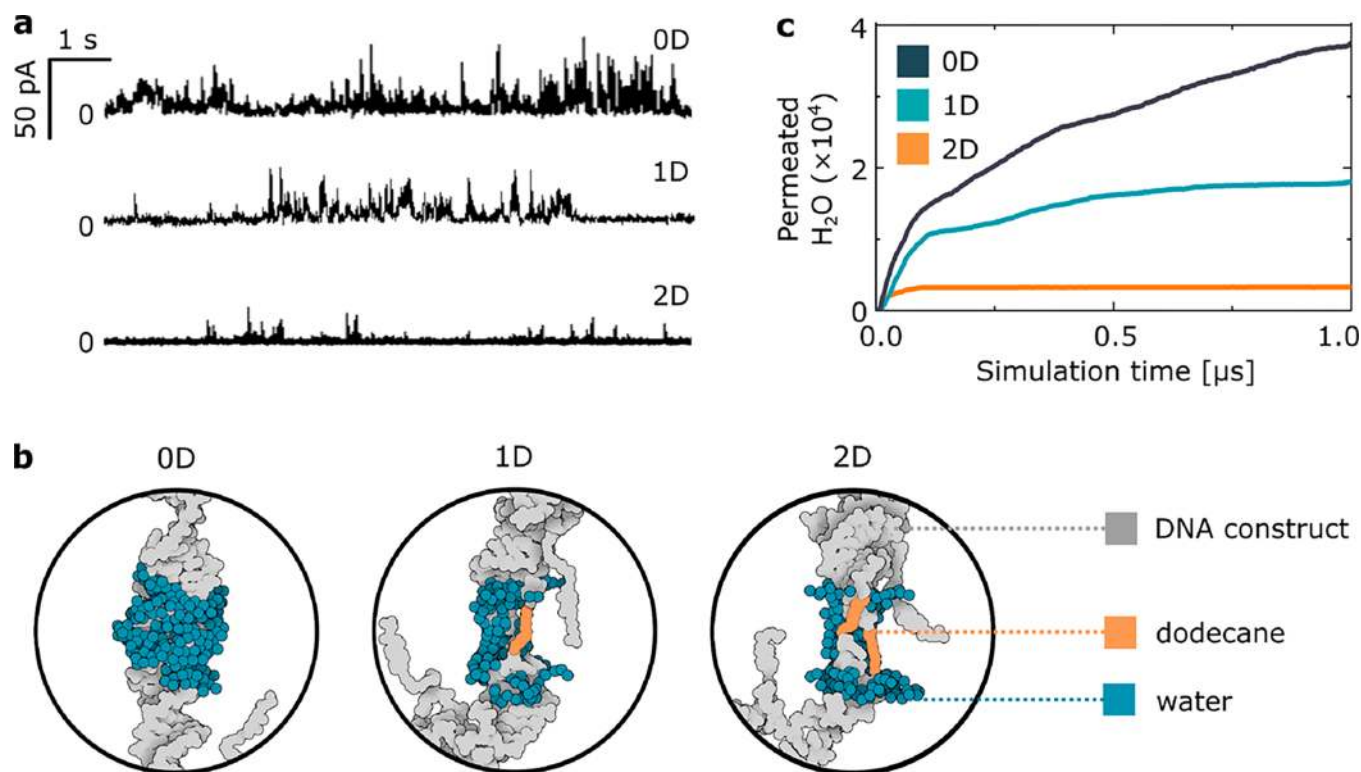 a
1 s
50 pA
0
0D
0
1D
0
2D
c
0D
1D
2D
Permeated
H₂O (×10⁴)
4
2
0
0.0
0.5
1.0
Simulation time [µs]
b
0D
1D
2D
DNA construct
dodecane
water